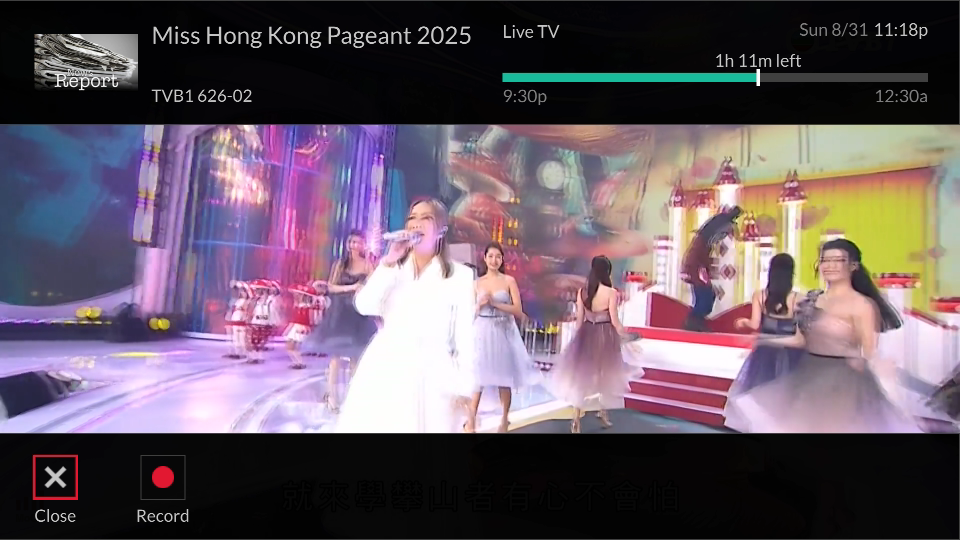 Miss Hong Kong Pageant 2025
Live TV
Sun 8/31 11:18p
1h 11m left
Report
TVB1 626-02
9:30p
12:30a
就來學攀山者有心不會怕
Close
Record